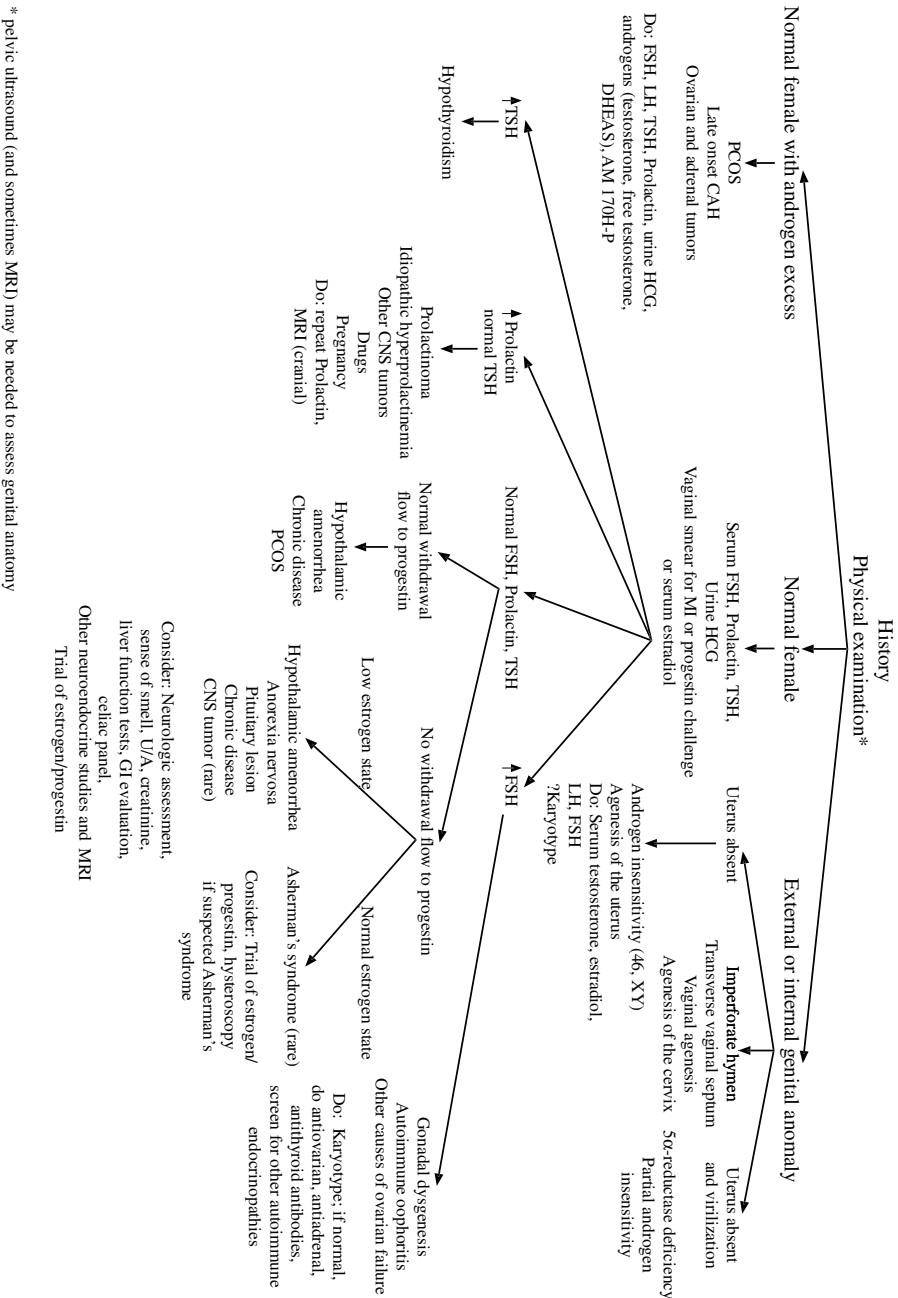 History
Physical examination*
Normal female with androgen excess
PCOS
Late onset CAH
Ovarian and adrenal tumors
Do: FSH, LH, TSH, Prolactin, urine HCG,
androgens (testosterone, free testosterone,
DHEAS), AM 17OH-P
Normal female
Serum FSH, Prolactin, TSH,
Urine HCG
Vaginal smear for MI or progestin challenge
or serum estradiol
External or internal genital anomaly
Uterus absent
Androgen insensitivity (46, XY)
Agenesis of the uterus
Do: Serum testosterone, estradiol,
LH, FSH
?Karyotype
Imperforate hymen
Transverse vaginal septum
Vaginal agenesis
Agenesis of the cervix
Uterus absent
and virilization
5α-reductase deficiency
Partial androgen
insensitivity
↑TSH
Hypothyroidism
↑Prolactin
normal TSH
Prolactinoma
Idiopathic hyperprolactinemia
Other CNS tumors
Drugs
Pregnancy
Do: repeat Prolactin,
MRI (cranial)
Normal FSH, Prolactin, TSH
Normal withdrawal
flow to progestin
Hypothalamic
amenorrhea
Chronic disease
PCOS
No withdrawal flow to progestin
Low estrogen state
Hypothalamic amenorrhea
Anorexia nervosa
Pituitary lesion
Chronic disease
CNS tumor (rare)
Consider: Neurologic assessment,
sense of smell, U/A, creatinine,
liver function tests, GI evaluation,
celiac panel,
Other neuroendocrine studies and MRI
Trial of estrogen/progestin
Normal estrogen state
Asherman's syndrome (rare)
Consider: Trial of estrogen/
progestin, hysteroscopy
if suspected Asherman's
syndrome
↑FSH
Gonadal dysgenesis
Autoimmune oophoritis
Other causes of ovarian failure
Do: Karyotype; if normal,
do antiovarian, antiadrenal,
antithyroid antibodies,
screen for other autoimmune
endocrinopathies
* pelvic ultrasound (and sometimes MRI) may be needed to assess genital anatomy